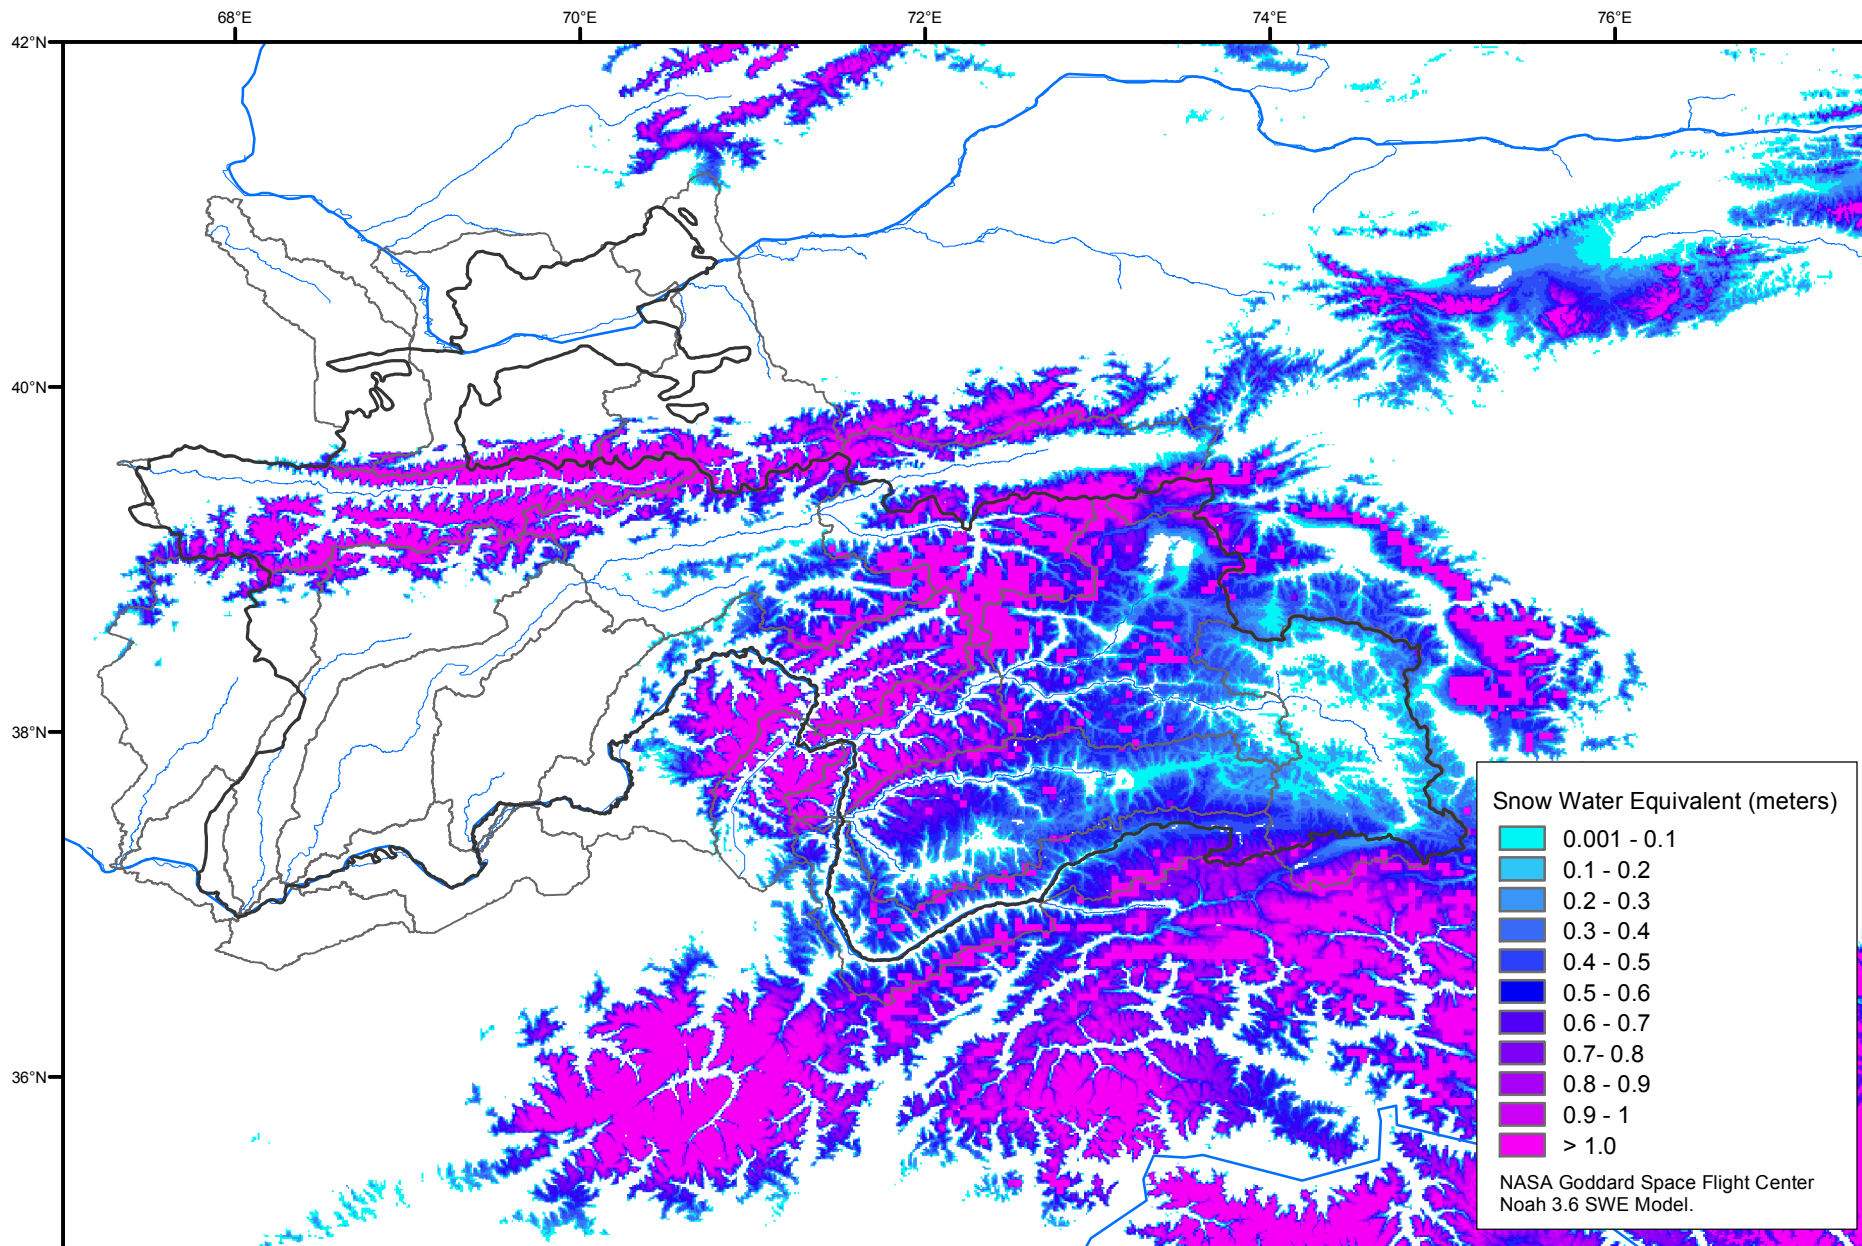 68°E 70°E 72°E 74°E 76°E
42°N
40°N
38°N
36°N
Snow Water Equivalent (meters)
0.001 - 0.1
0.1 - 0.2
0.2 - 0.3
0.3 - 0.4
0.4 - 0.5
0.5 - 0.6
0.6 - 0.7
0.7- 0.8
0.8 - 0.9
0.9 - 1
> 1.0
NASA Goddard Space Flight Center
Noah 3.6 SWE Model.